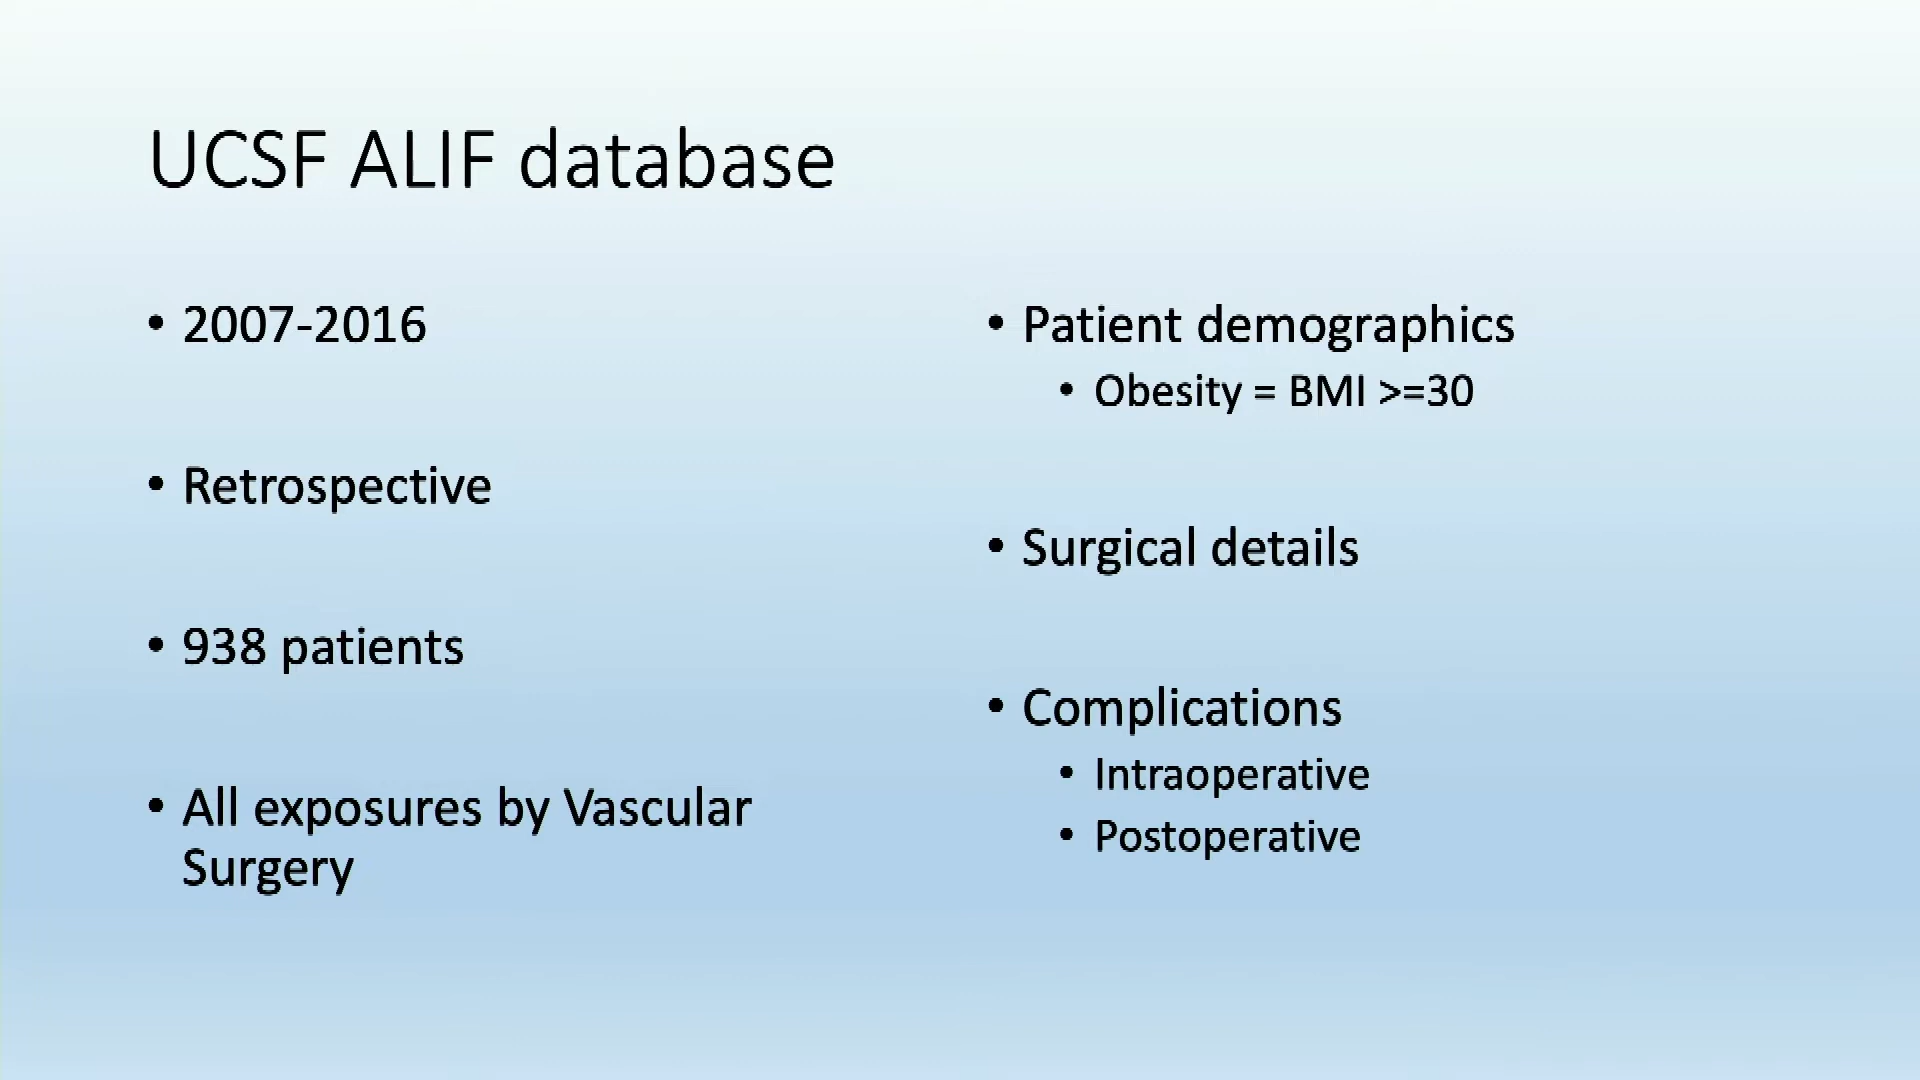 UCSF ALIF database
• 2007-2016
• Retrospective
• 938 patients
• All exposures by Vascular
Surgery
• Patient demographics
• Obesity = BMI >=30
• Surgical details
• Complications
• Intraoperative
• Postoperative